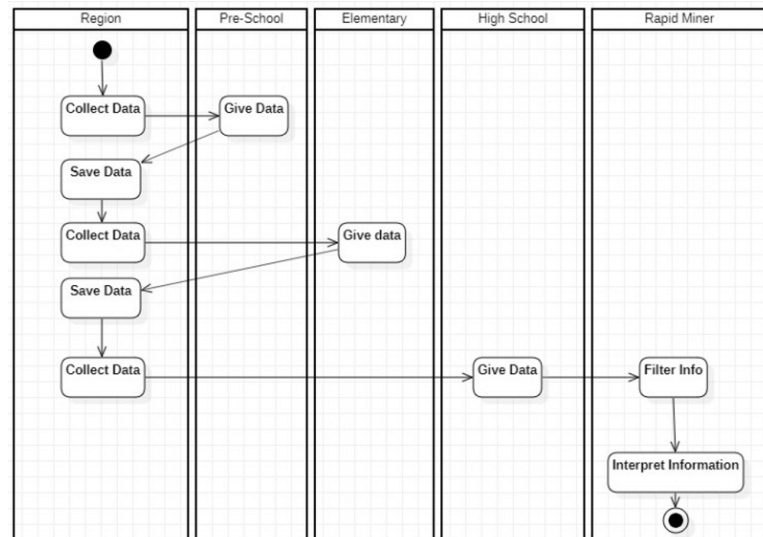 Region
Pre-School
Elementary
High School
Rapid Miner
Collect Data
Give Data
Save Data
Collect Data
Give data
Save Data
Collect Data
Give Data
Filter Info
Interpret Information